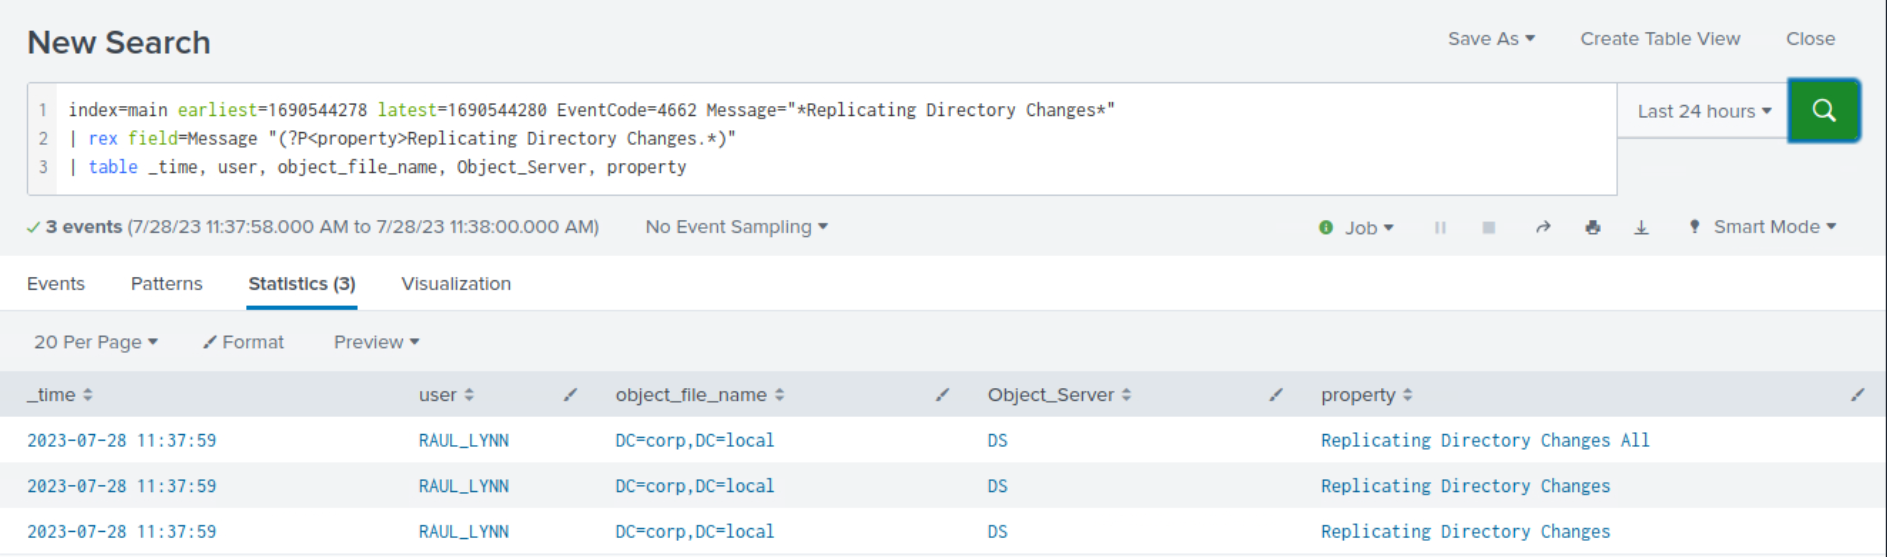 New Search
Save As Create Table View Close
1 index=main earliest=1690544278 latest=1690544280 EventCode=4662 Message="*Replicating Directory Changes*"
2 | rex field=Message "(?P<property>Replicating Directory Changes.*)"
3 | table _time, user, object_file_name, Object_Server, property
Last 24 hours
3 events (7/28/23 11:37:58.000 AM to 7/28/23 11:38:00.000 AM) No Event Sampling Job Smart Mode
Events Patterns Statistics (3) Visualization
20 Per Page Format Preview
_time user object_file_name Object_Server property
2023-07-28 11:37:59 RAUL_LYNN DC=corp,DC=local DS Replicating Directory Changes All
2023-07-28 11:37:59 RAUL_LYNN DC=corp,DC=local DS Replicating Directory Changes
2023-07-28 11:37:59 RAUL_LYNN DC=corp,DC=local DS Replicating Directory Changes